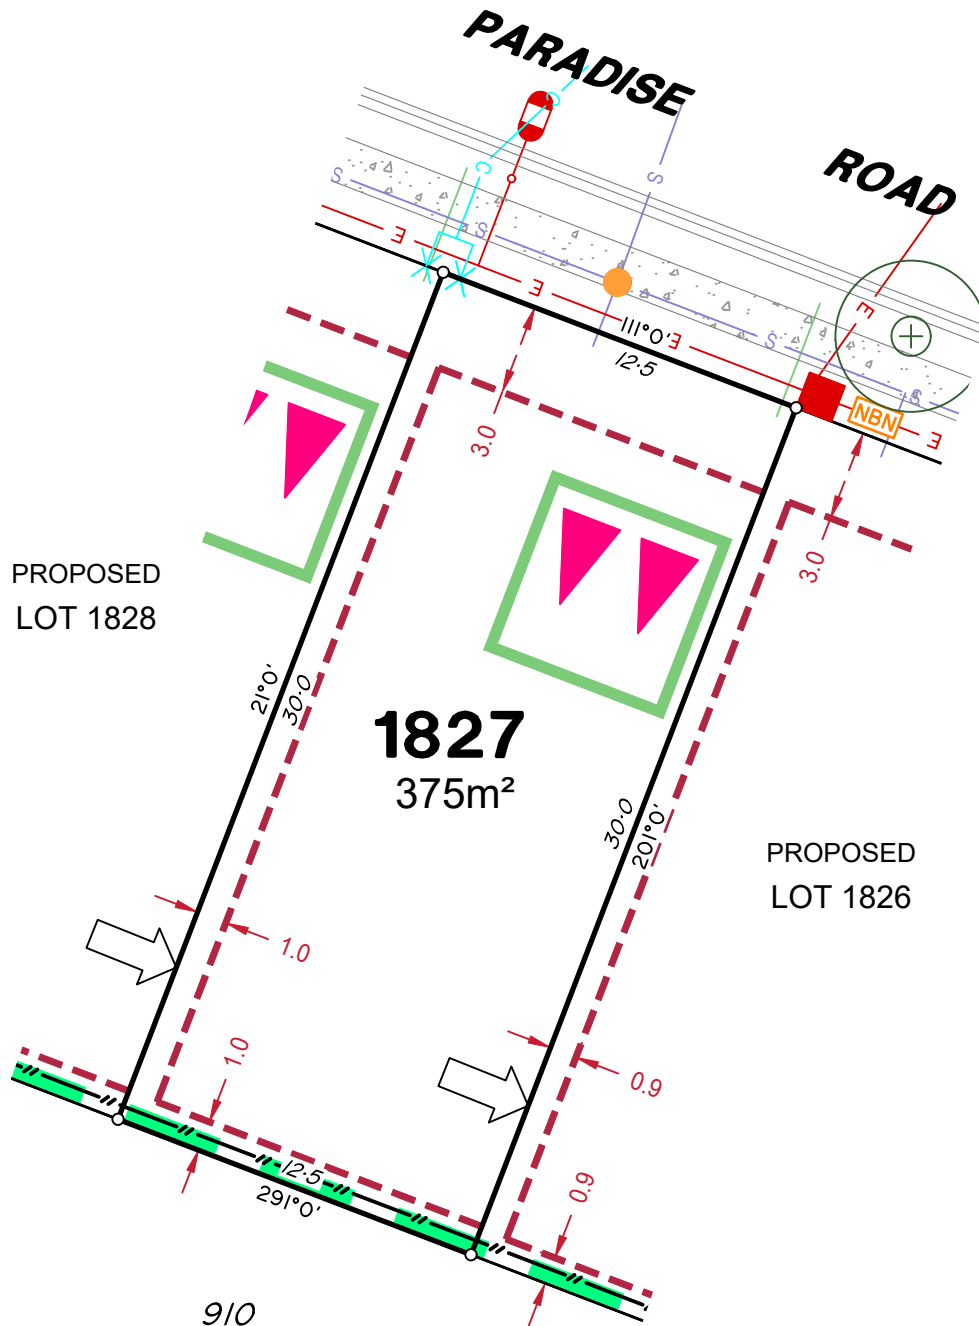 PARADISE
ROAD
C
C
S
S
S
S
S
E
E
E
E
E
111°0'
12·5
NBN
3.0
3.0
PROPOSED
LOT 1828
21°0'
30·0
1827
375m²
30·0
201°0'
PROPOSED
LOT 1826
1.0
1.0
0.9
0.9
12·5
291°0'
910